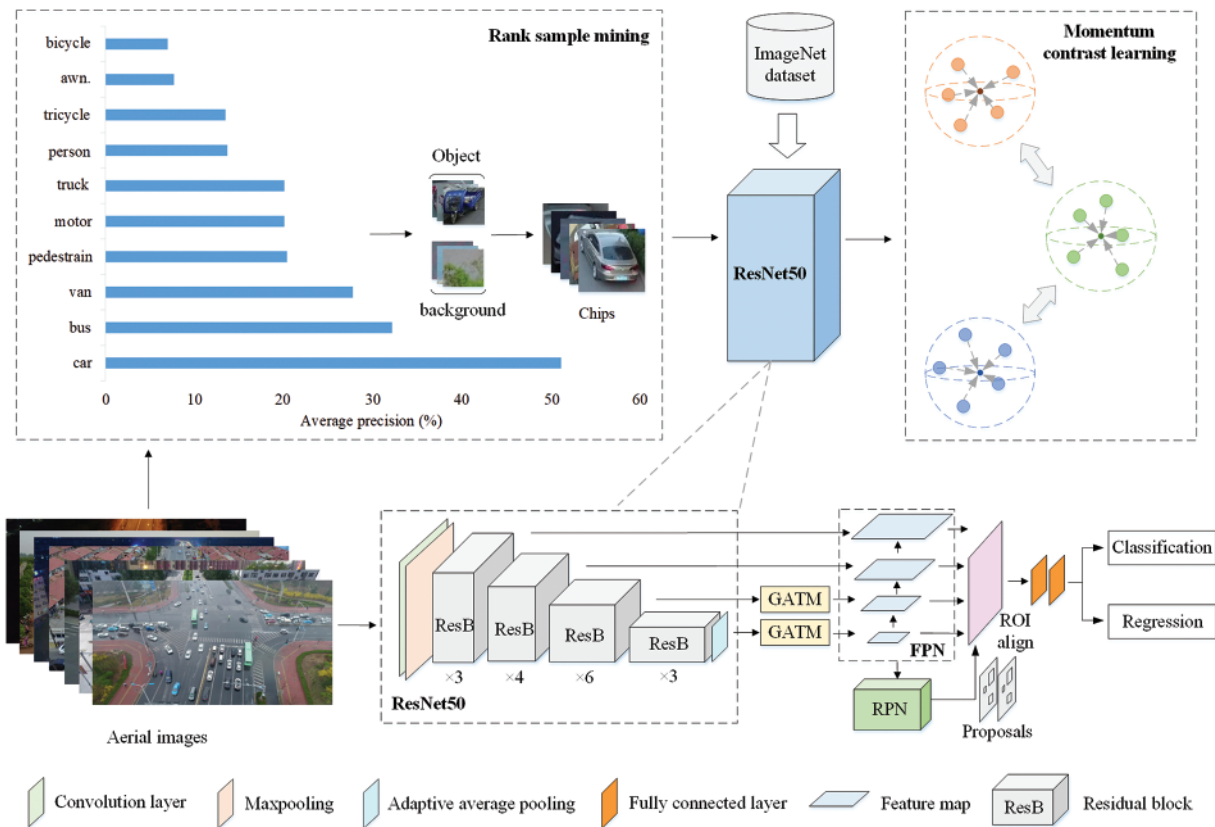 Rank sample mining
bicycle
awn.
tricycle
person
truck
motor
pedestrain
van
bus
car
0 10 20 30 40 50 60
Average precision (%)
Object
background
Chips
ImageNet
dataset
ResNet50
Momentum
contrast learning
Aerial images
ResB
ResB
ResB
ResB
×3
×4
×6
×3
ResNet50
GATM
GATM
FPN
RPN
ROI
align
Proposals
Classification
Regression
Convolution layer
Maxpooling
Adaptive average pooling
Fully connected layer
Feature map
ResB
Residual block